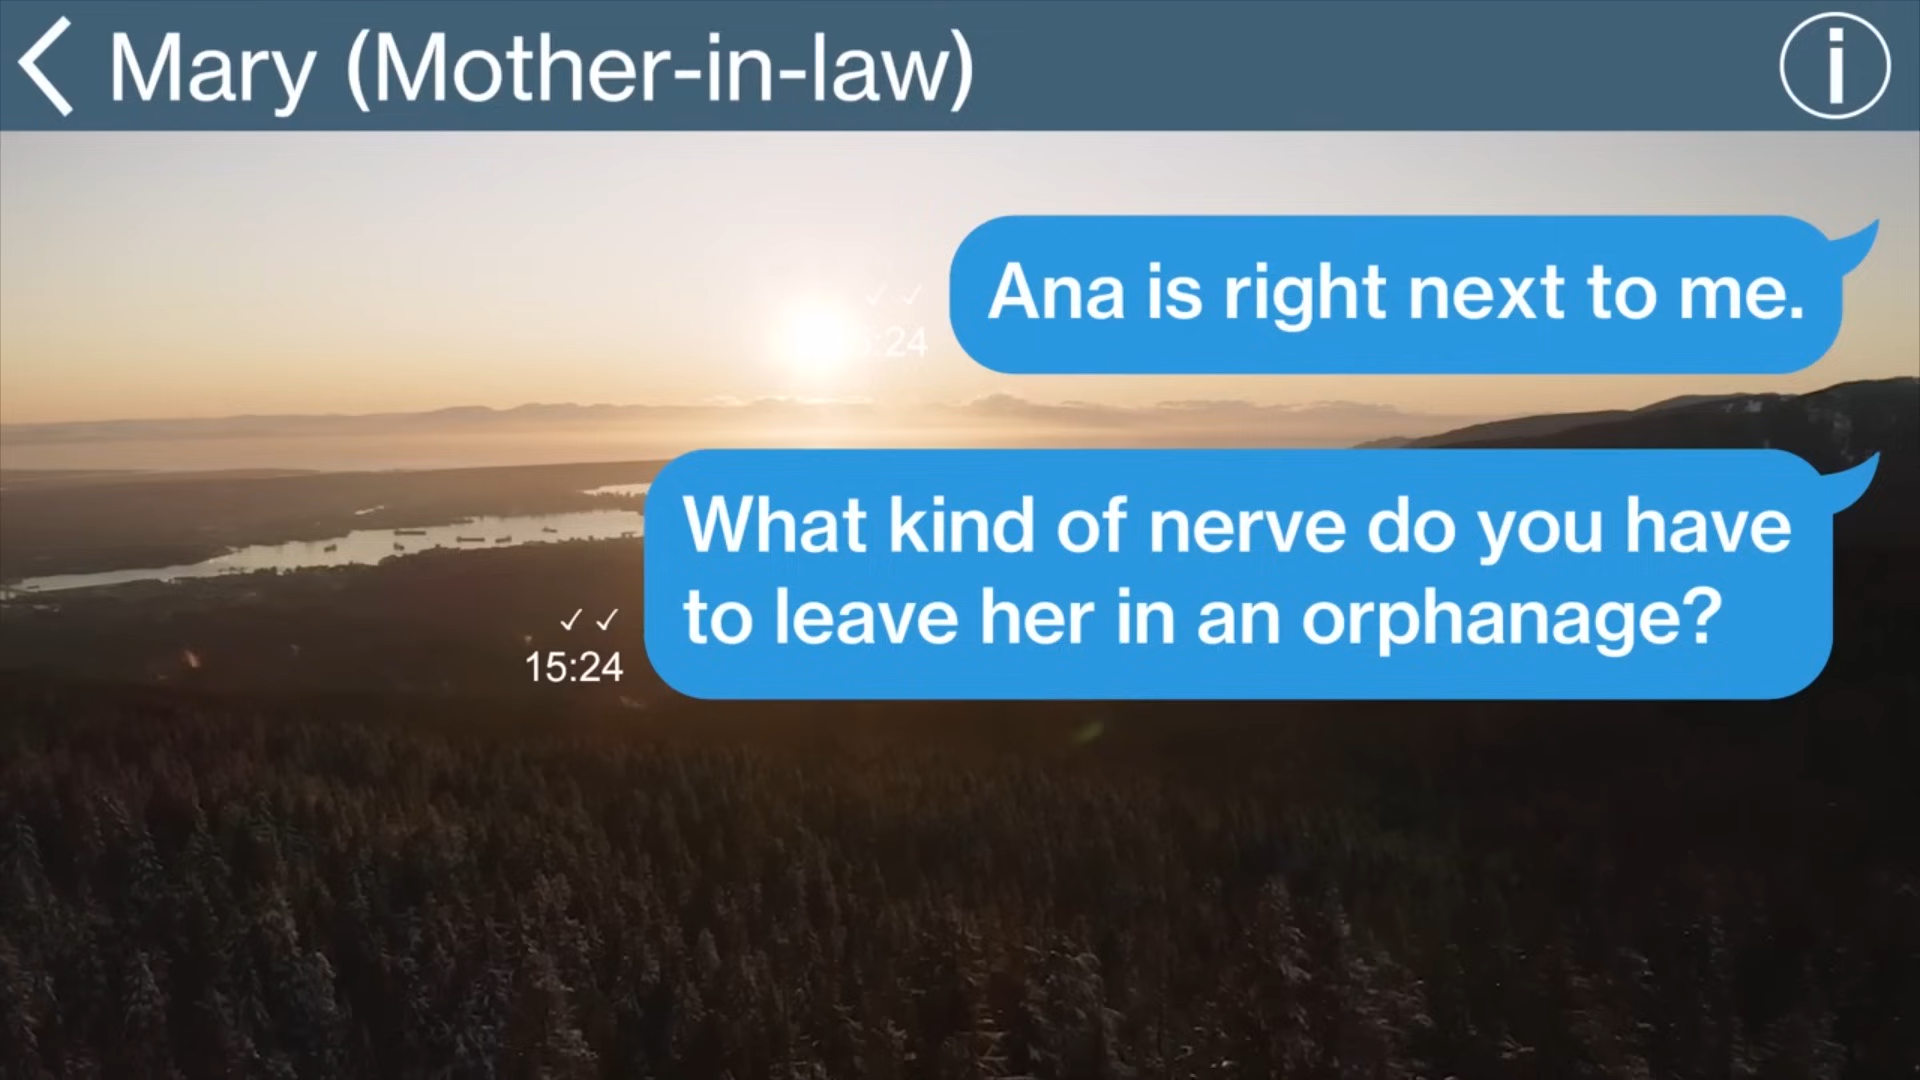 Mary (Mother-in-law)
Ana is right next to me.
:24
What kind of nerve do you have
to leave her in an orphanage?
15:24